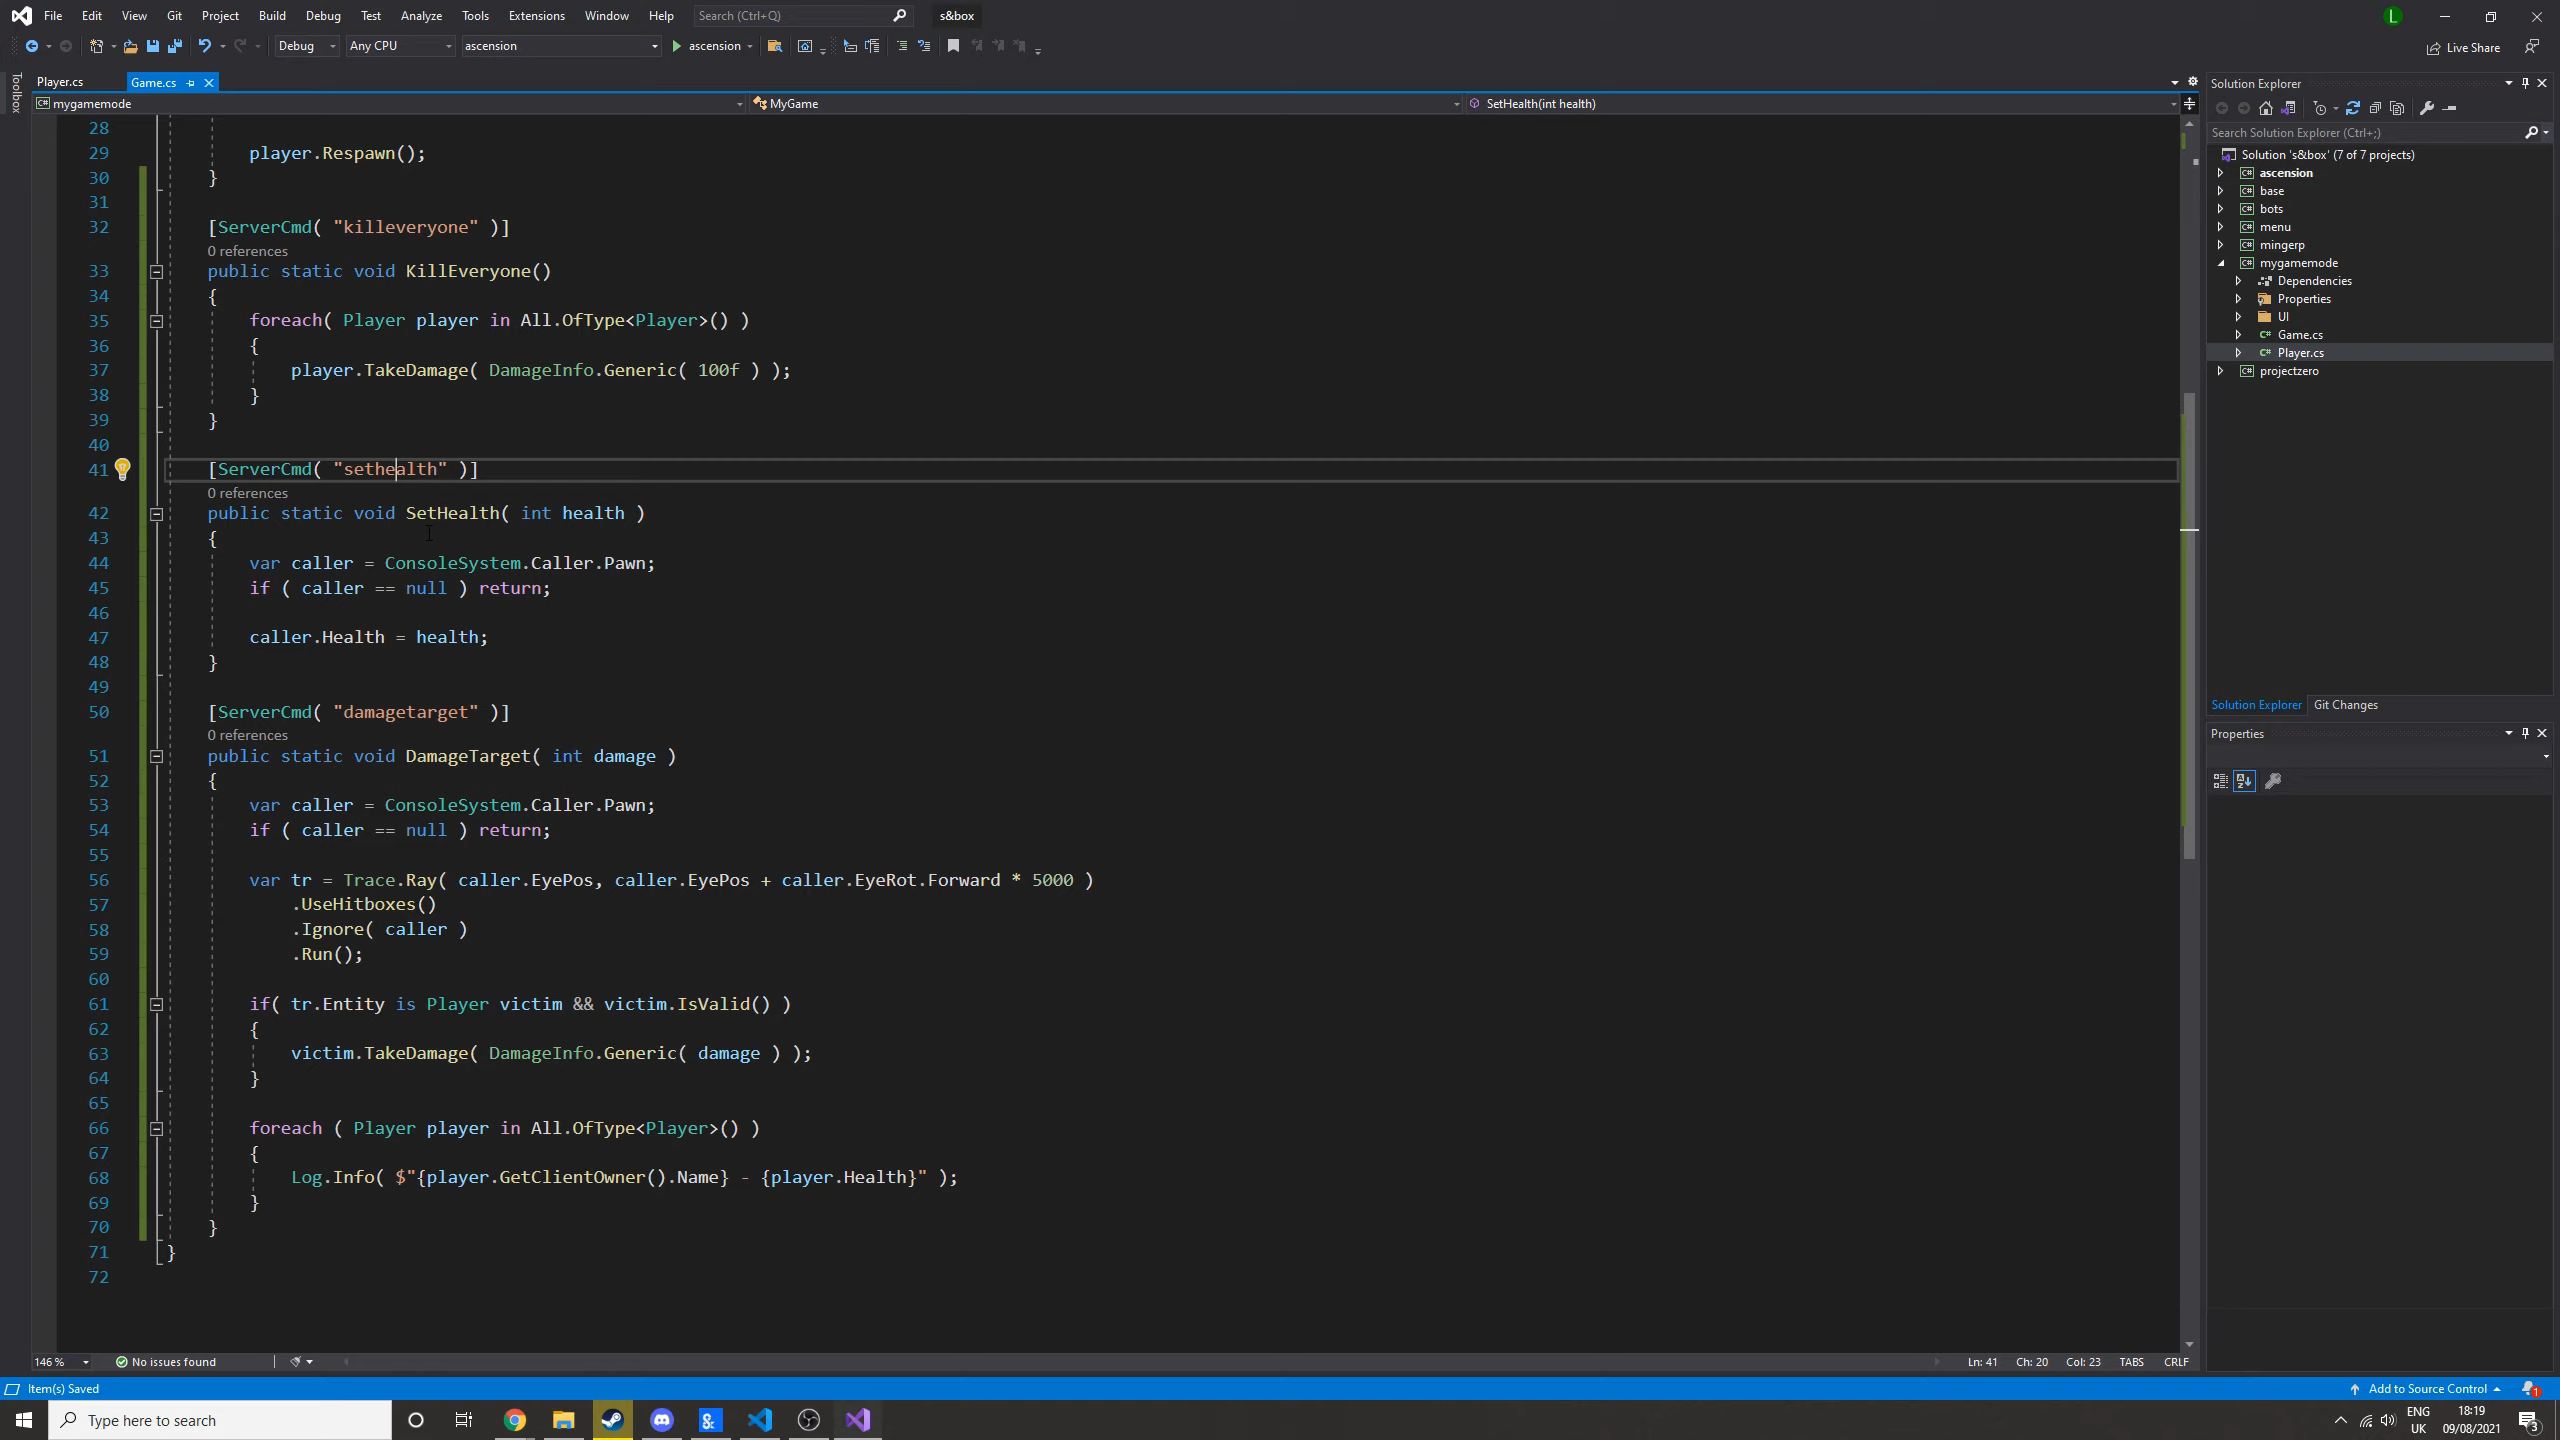 File Edit View Git Project Build Debug Test Analyze Tools Extensions Window Help Search (Ctrl+Q) s&box L
Debug Any CPU ascension ascension Live Share
Toolbox
Player.cs Game.cs
mygamemode MyGame SetHealth(int health)
28
29 player.Respawn();
30 }
31
32 [ServerCmd( "killeveryone" )]
0 references
33 public static void KillEveryone()
34 {
35 foreach( Player player in All.OfType<Player>() )
36 {
37 player.TakeDamage( DamageInfo.Generic( 100f ) );
38 }
39 }
40
41 [ServerCmd( "sethealth" )]
0 references
42 public static void SetHealth( int health )
43 {
44 var caller = ConsoleSystem.Caller.Pawn;
45 if ( caller == null ) return;
46
47 caller.Health = health;
48 }
49
50 [ServerCmd( "damagetarget" )]
0 references
51 public static void DamageTarget( int damage )
52 {
53 var caller = ConsoleSystem.Caller.Pawn;
54 if ( caller == null ) return;
55
56 var tr = Trace.Ray( caller.EyePos, caller.EyePos + caller.EyeRot.Forward * 5000 )
57 .UseHitboxes()
58 .Ignore( caller )
59 .Run();
60
61 if( tr.Entity is Player victim && victim.IsValid() )
62 {
63 victim.TakeDamage( DamageInfo.Generic( damage ) );
64 }
65
66 foreach ( Player player in All.OfType<Player>() )
67 {
68 Log.Info( $"{player.GetClientOwner().Name} - {player.Health}" );
69 }
70 }
71 }
72
146 % No issues found Ln: 41 Ch: 20 Col: 23 TABS CRLF
Solution Explorer
Search Solution Explorer (Ctrl+;)
Solution 's&box' (7 of 7 projects)
ascension
base
bots
menu
mingerp
mygamemode
Dependencies
Properties
UI
C# Game.cs
C# Player.cs
projectzero
Solution Explorer Git Changes
Properties
Item(s) Saved Add to Source Control 1
Type here to search ENG UK 18:19 09/08/2021 3